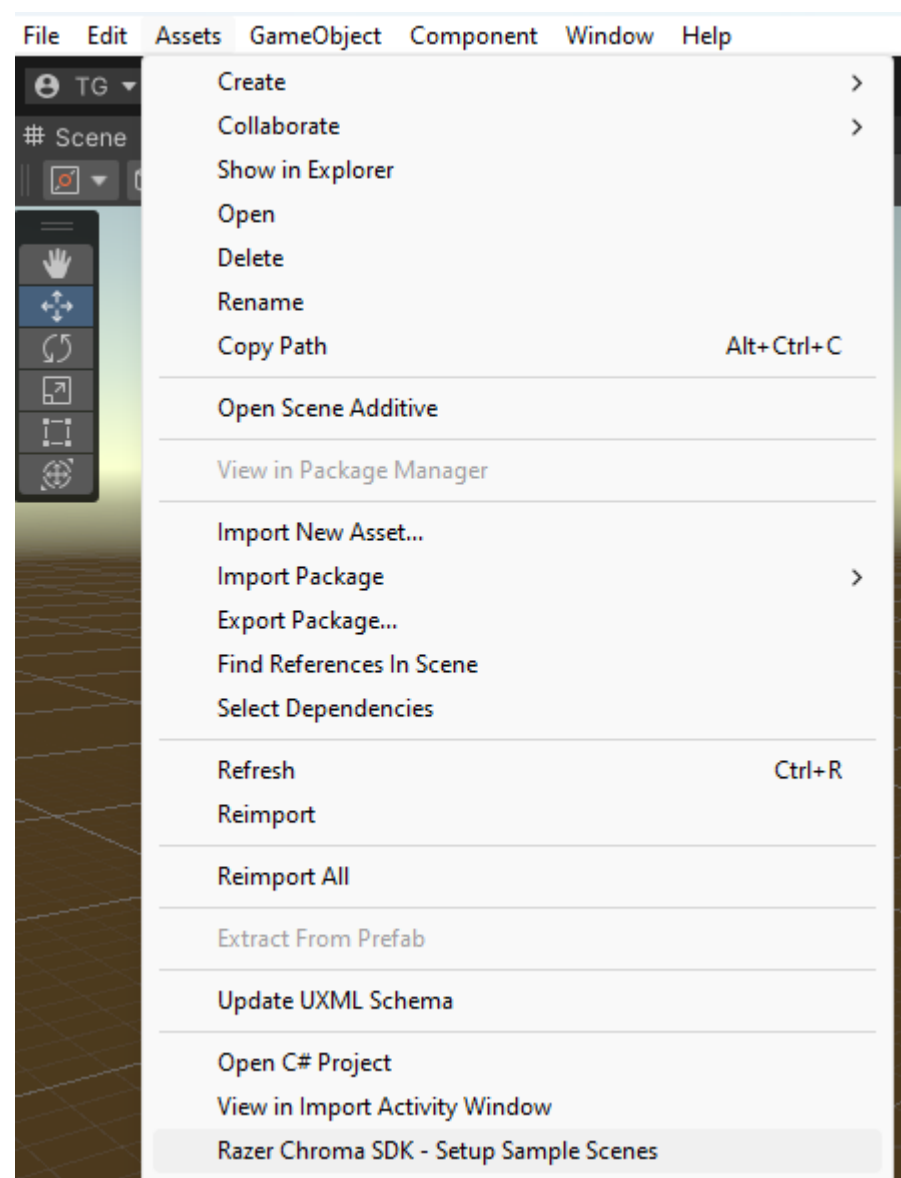 File Edit Assets GameObject Component Window Help
TG
Scene
Create
Collaborate
Show in Explorer
Open
Delete
Rename
Copy Path Alt+Ctrl+C
Open Scene Additive
View in Package Manager
Import New Asset...
Import Package
Export Package...
Find References In Scene
Select Dependencies
Refresh Ctrl+R
Reimport
Reimport All
Extract From Prefab
Update UXML Schema
Open C# Project
View in Import Activity Window
Razer Chroma SDK - Setup Sample Scenes